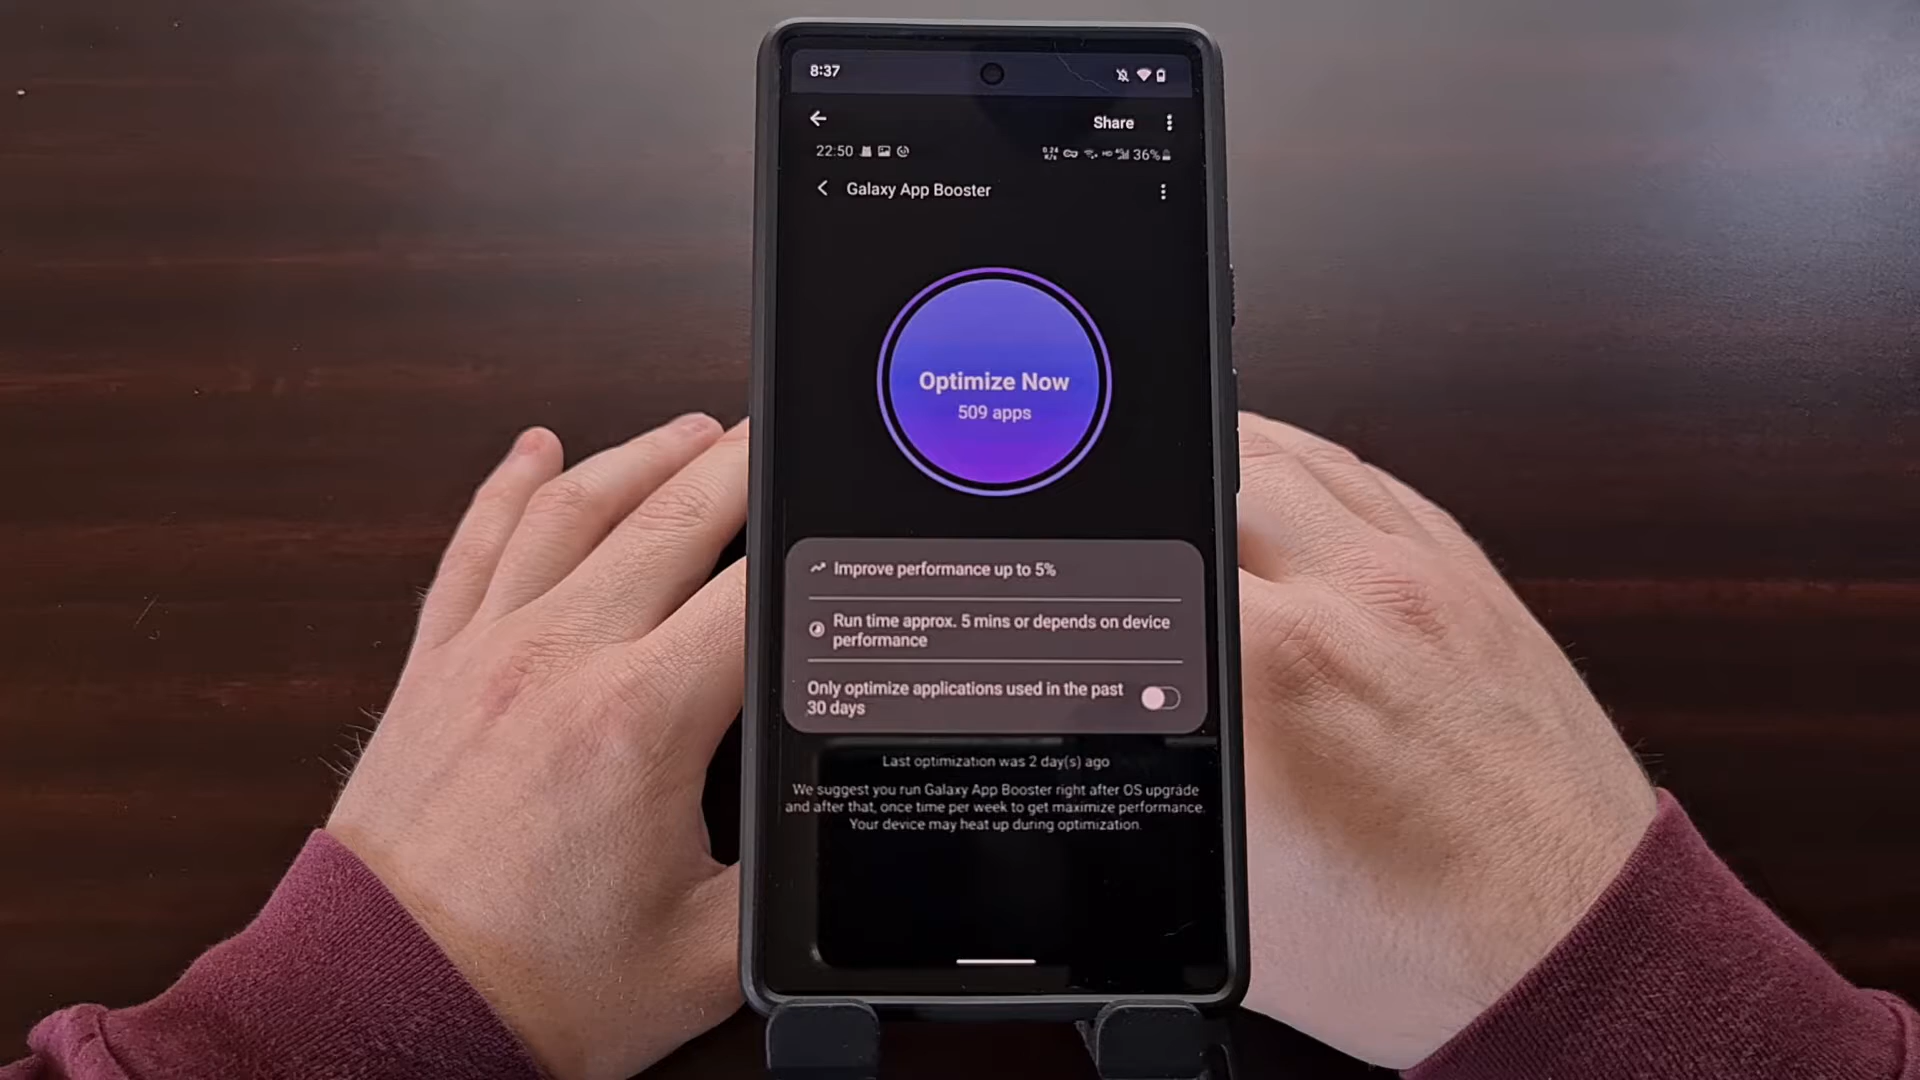 8:37
Share
22:50
36%
Galaxy App Booster
Optimize Now
509 apps
Improve performance up to 5%
Run time approx. 5 mins or depends on device
performance
Only optimize applications used in the past
30 days
Last optimization was 2 day(s) ago
We suggest you run Galaxy App Booster right after OS upgrade
and after that, once time per week to get maximize performance.
Your device may heat up during optimization.